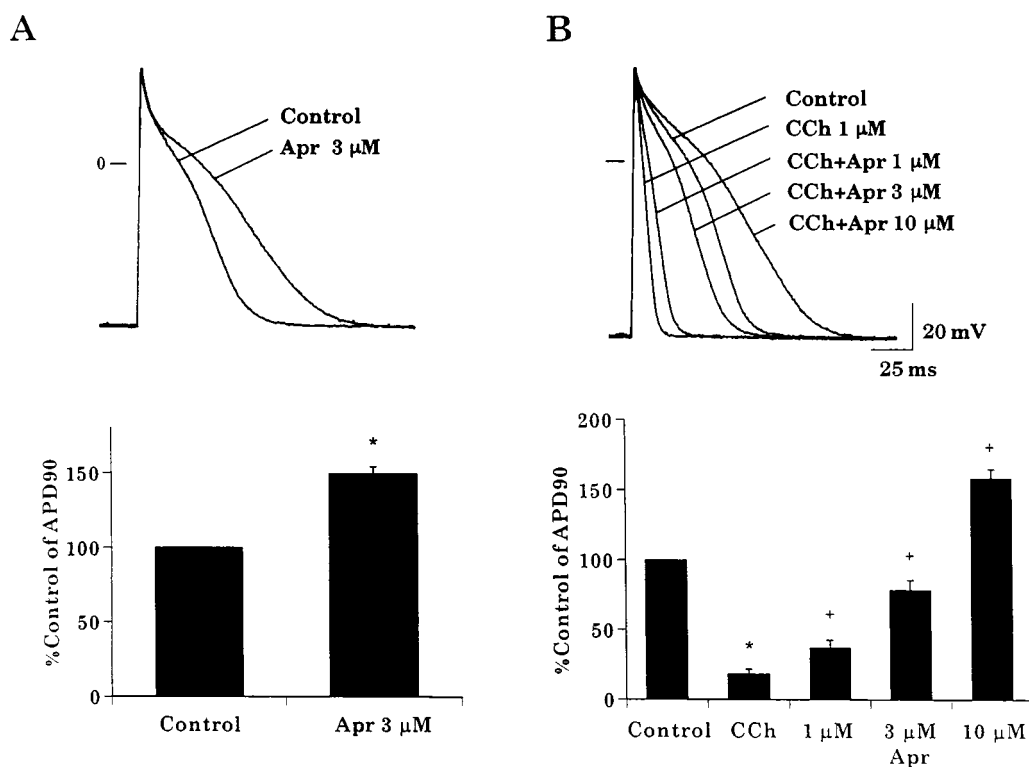 A
B
Control
Apr 3 μM
0
Control
CCh 1 μM
CCh+Apr 1 μM
CCh+Apr 3 μM
CCh+Apr 10 μM
20 mV
25 ms
%Control of APD90
150
100
50
0
*
Control
Apr 3 μM
%Control of APD90
200
150
100
50
0
*
+
+
+
Control
CCh
1 μM
3 μM
10 μM
Apr